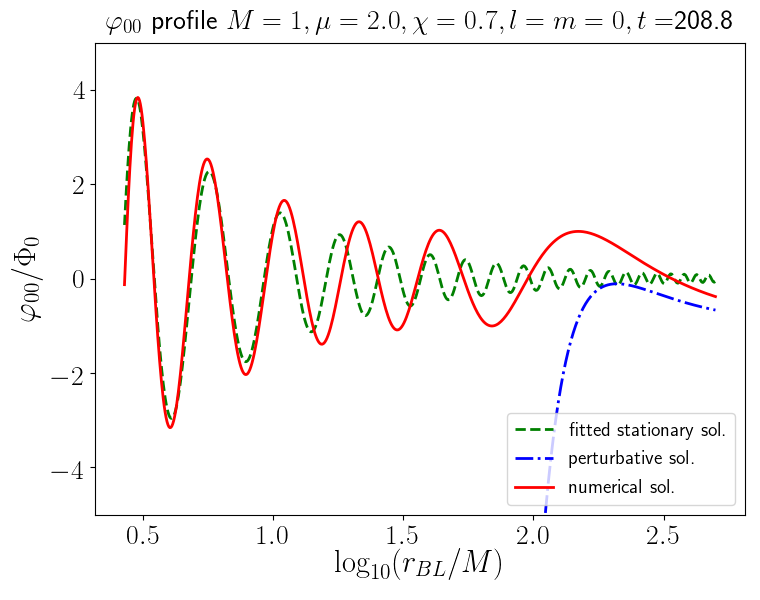 φ₀₀ profile M = 1, μ = 2.0, χ = 0.7, l = m = 0, t =208.8
φ₀₀/Φ₀
4
2
0
−2
−4
fitted stationary sol.
perturbative sol.
numerical sol.
0.5 1.0 1.5 2.0 2.5
log₁₀(r_BL/M)